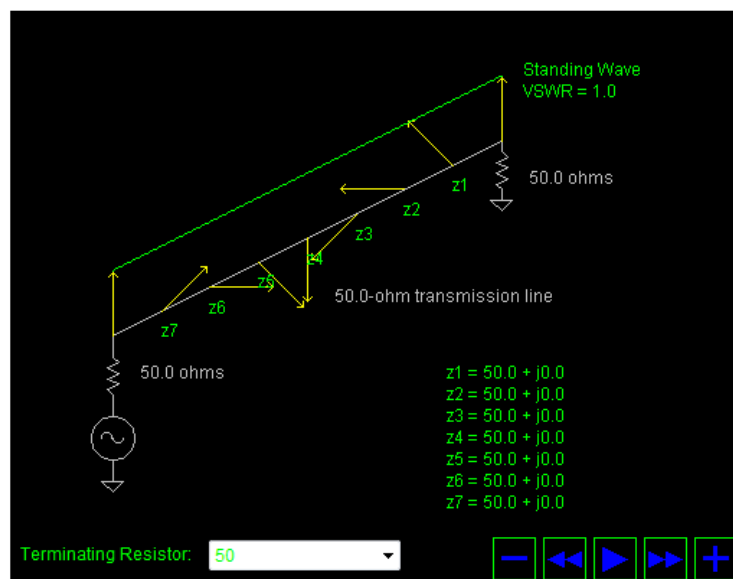 Standing Wave
VSWR = 1.0
z1
50.0 ohms
z2
z3
z4
z5
50.0-ohm transmission line
z6
z7
50.0 ohms
z1 = 50.0 + j0.0
z2 = 50.0 + j0.0
z3 = 50.0 + j0.0
z4 = 50.0 + j0.0
z5 = 50.0 + j0.0
z6 = 50.0 + j0.0
z7 = 50.0 + j0.0
Terminating Resistor: 50